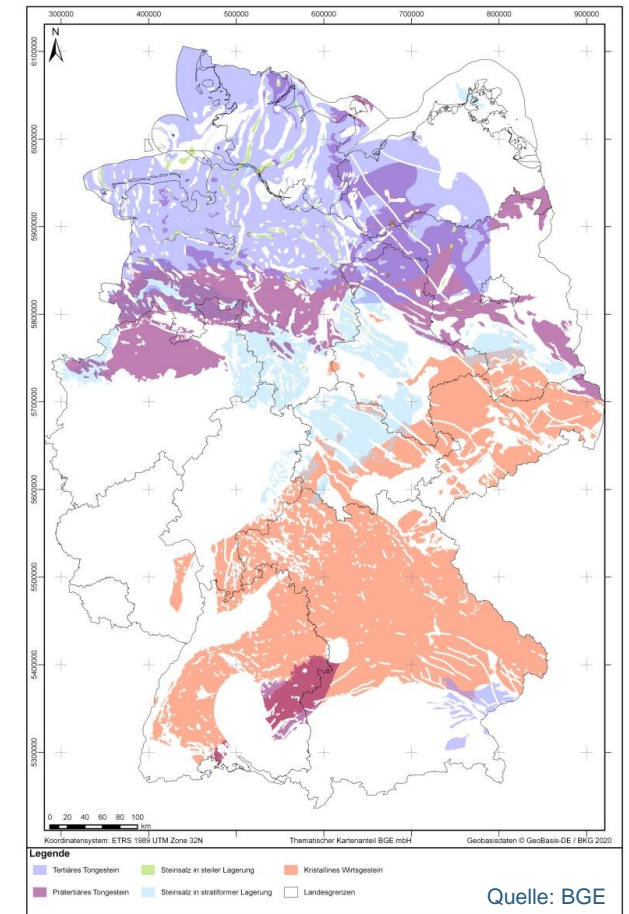 300000 400000 500000 600000 700000 800000 900000
N
6100000
6000000
5900000
5800000
5700000
5600000
5500000
5400000
5300000
0 20 40 60 80 100
km
Koordinatensystem: ETRS 1989 UTM Zone 32N Thematischer Kartenanteil BGE mbH Geobasisdaten © GeoBasis-DE / BKG 2020
Legende
Tertiäres Tongestein Steinsalz in steiler Lagerung Kristallines Wirtsgestein
Prätertiäres Tongestein Steinsalz in stratiformer Lagerung Landesgrenzen
Quelle: BGE